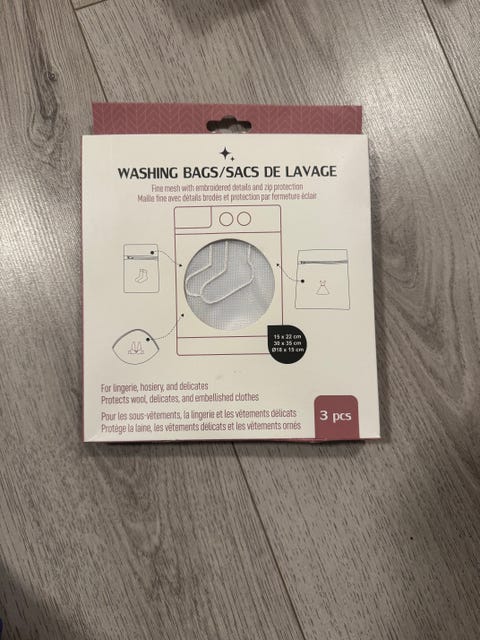 WASHING BAGS/SACS DE LAVAGE
Fine mesh with embroidered details and zip protection
Maille fine avec détails brodés et protection par fermeture éclair
15 x 22 cm
30 x 35 cm
Ø18 x 15 cm
For lingerie, hosiery, and delicates
Protects wool, delicates, and embellished clothes
Pour les sous-vêtements, la lingerie et les vêtements délicats
Protège la laine, les vêtements délicats et les vêtements ornés
3 pcs